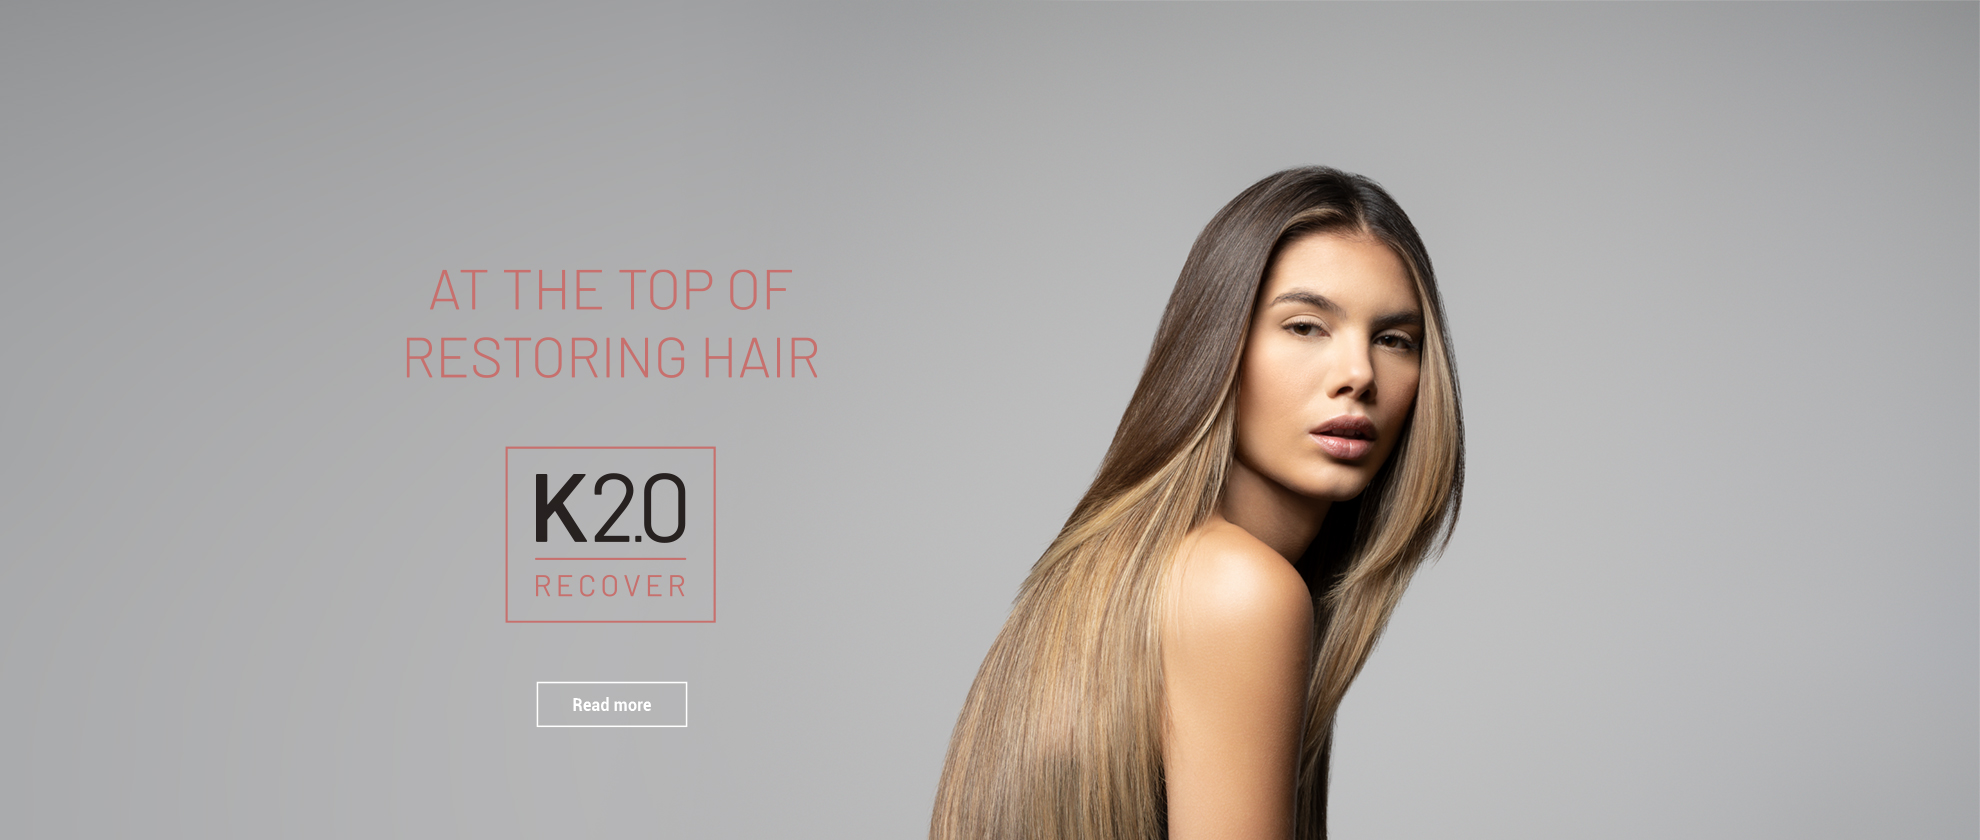 AT THE TOP OF
RESTORING HAIR
K2.0
RECOVER
Read more